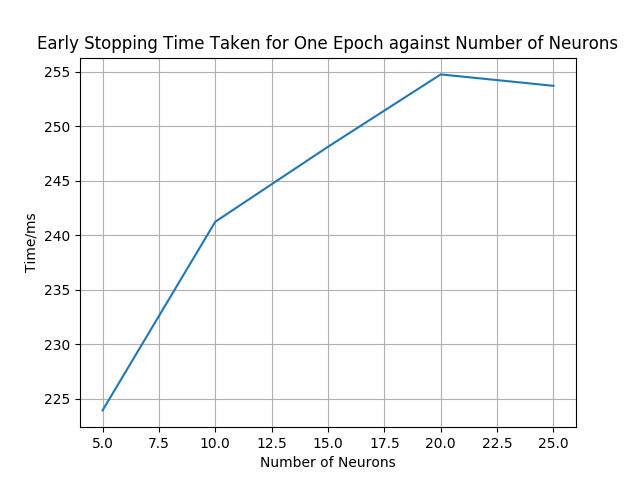 Early Stopping Time Taken for One Epoch against Number of Neurons
255
250
245
240
235
230
225
Time/ms
5.0 7.5 10.0 12.5 15.0 17.5 20.0 22.5 25.0
Number of Neurons